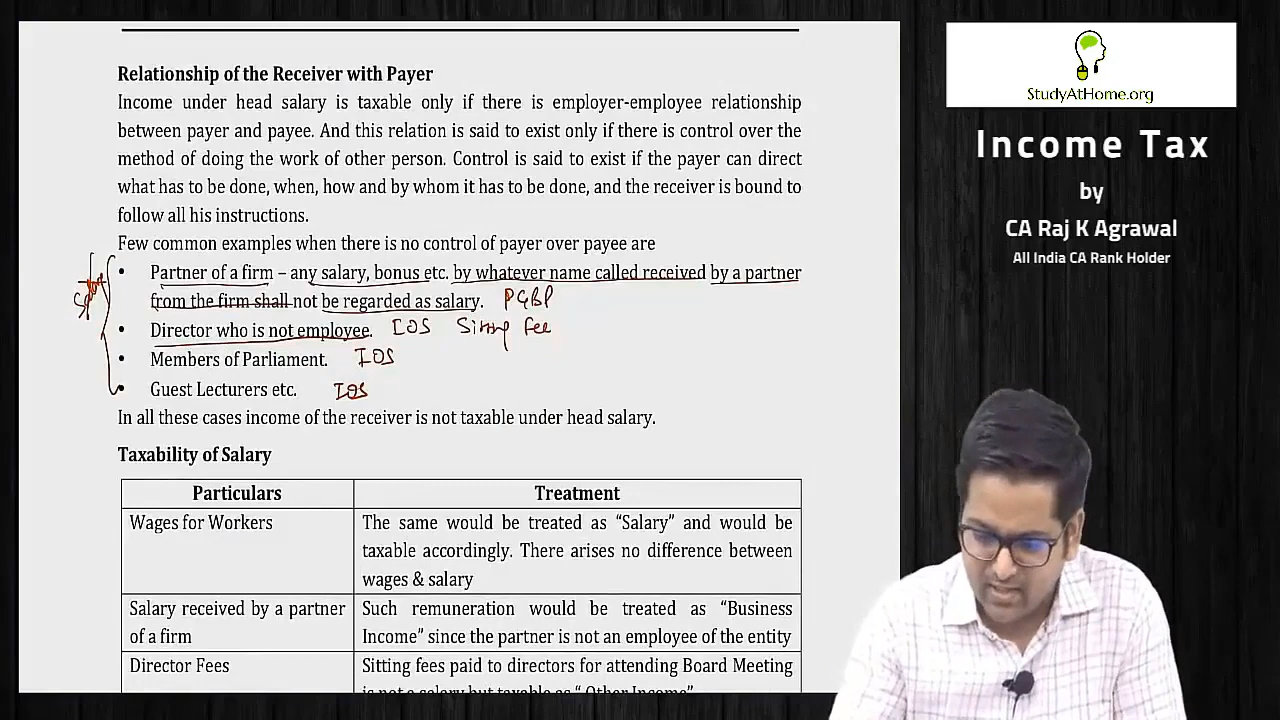 Relationship of the Receiver with Payer
Income under head salary is taxable only if there is employer-employee relationship
between payer and payee. And this relation is said to exist only if there is control over the
method of doing the work of other person. Control is said to exist if the payer can direct
what has to be done, when, how and by whom it has to be done, and the receiver is bound to
follow all his instructions.
Few common examples when there is no control of payer over payee are
• Partner of a firm – any salary, bonus etc. by whatever name called received by a partner
from the firm shall not be regarded as salary. PGBP
• Director who is not employee. IOS Sitting Fee
• Members of Parliament. IOS
• Guest Lecturers etc. IOS
In all these cases income of the receiver is not taxable under head salary.
Taxability of Salary
Particulars Treatment
Wages for Workers The same would be treated as “Salary” and would be
taxable accordingly. There arises no difference between
wages & salary
Salary received by a partner Such remuneration would be treated as “Business
of a firm Income” since the partner is not an employee of the entity
Director Fees Sitting fees paid to directors for attending Board Meeting
is not a salary but taxable as “ Other Income”
StudyAtHome.org
Income Tax
by
CA Raj K Agrawal
All India CA Rank Holder